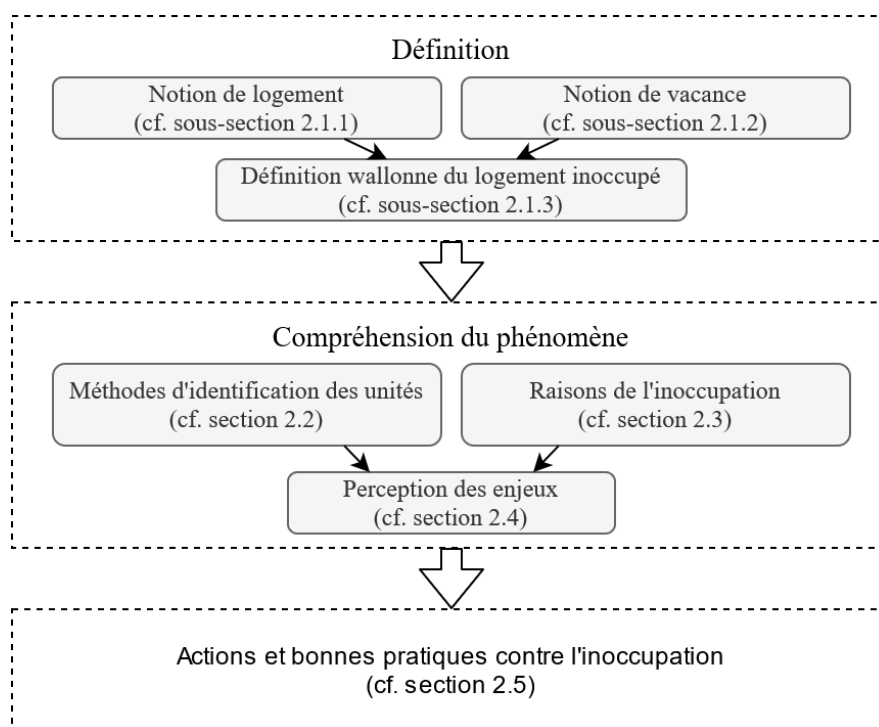 Définition
Notion de logement
(cf. sous-section 2.1.1)
Notion de vacance
(cf. sous-section 2.1.2)
Définition wallonne du logement inoccupé
(cf. sous-section 2.1.3)
Compréhension du phénomène
Méthodes d'identification des unités
(cf. section 2.2)
Raisons de l'inoccupation
(cf. section 2.3)
Perception des enjeux
(cf. section 2.4)
Actions et bonnes pratiques contre l'inoccupation
(cf. section 2.5)